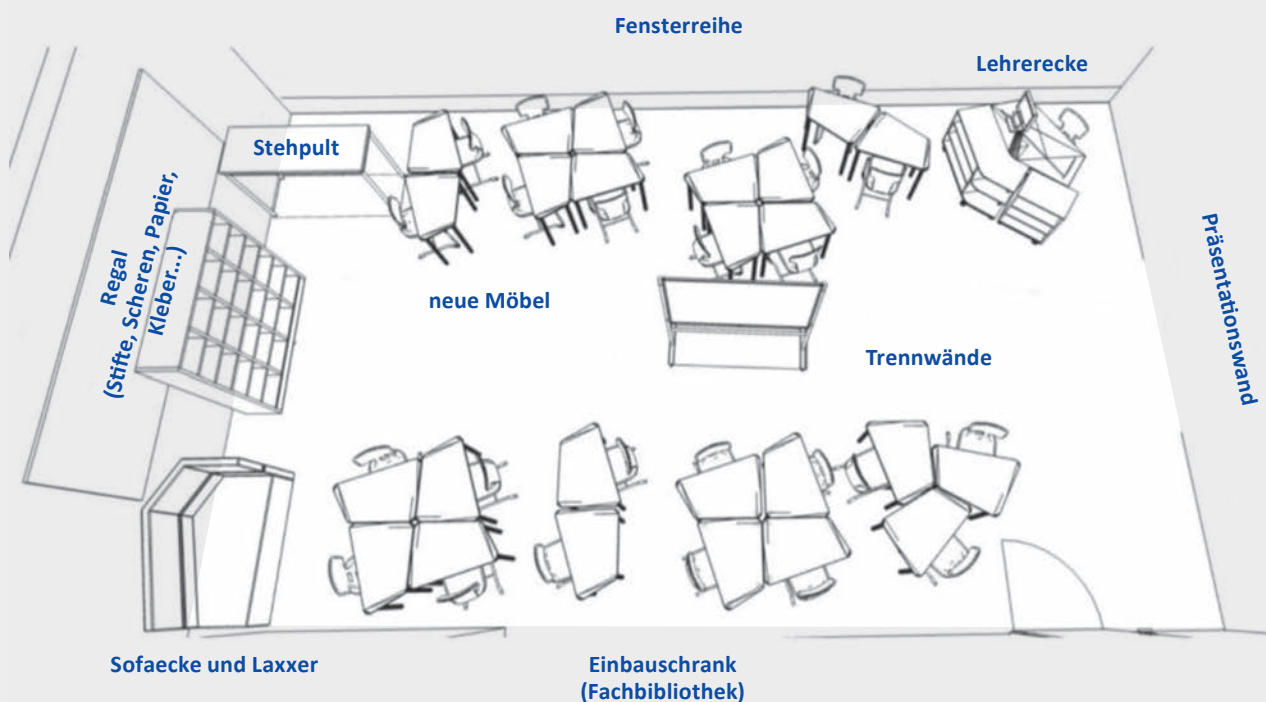 Fensterreihe
Lehrerecke
Stehpult
Regal
(Stifte, Scheren, Papier,
Kleber...)
neue Möbel
Präsentationswand
Trennwände
Sofaecke und Laxxer
Einbauschrank
(Fachbibliothek)